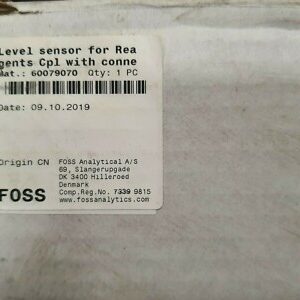 Level sensor for Rea
gents Cpl with conne
Mat.: 60079070 Qty: 1 PC
Date: 09.10.2019
Origin CN
FOSS Analytical A/S
69, Slangerupgade
DK 3400 Hilleroed
Denmark
Comp.Reg.No. 7339 9815
www.fossanalytics.com
FOSS